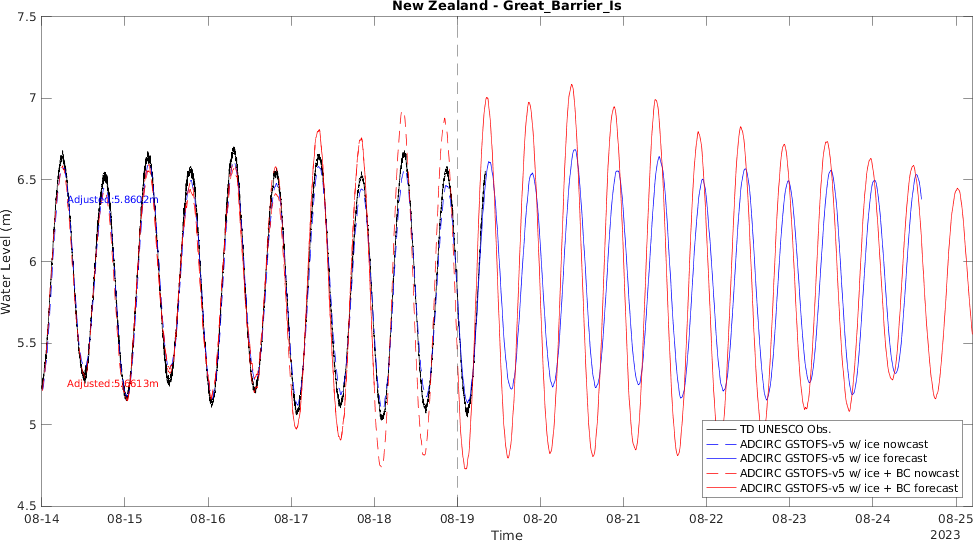 New Zealand - Great_Barrier_Is
7.5
7
6.5
6
5.5
5
4.5
Water Level (m)
Adjusted:5.8602m
Adjusted:5.6613m
TD UNESCO Obs.
ADCIRC GSTOFS-v5 w/ ice nowcast
ADCIRC GSTOFS-v5 w/ ice forecast
ADCIRC GSTOFS-v5 w/ ice + BC nowcast
ADCIRC GSTOFS-v5 w/ ice + BC forecast
08-14 08-15 08-16 08-17 08-18 08-19 08-20 08-21 08-22 08-23 08-24 08-25
Time
2023